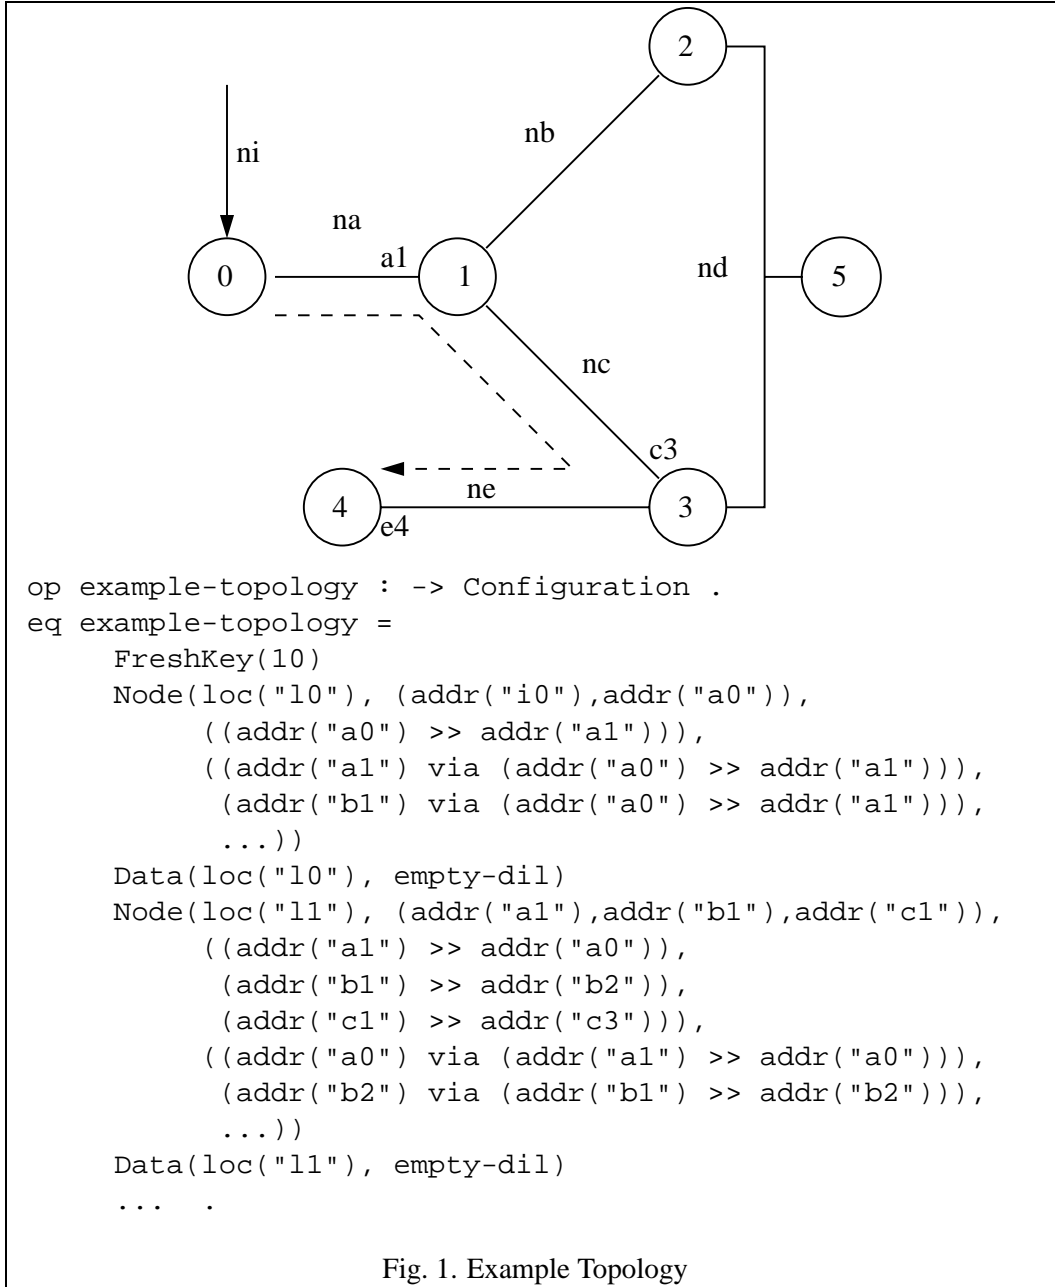 2
nb
ni
na
a1
0
1
nd
5
nc
c3
ne
4
3
e4
op example-topology : -> Configuration .
eq example-topology =
FreshKey(10)
Node(loc("l0"), (addr("i0"),addr("a0")),
((addr("a0") >> addr("a1"))),
((addr("a1") via (addr("a0") >> addr("a1"))),
(addr("b1") via (addr("a0") >> addr("a1"))),
...))
Data(loc("l0"), empty-dil)
Node(loc("l1"), (addr("a1"),addr("b1"),addr("c1")),
((addr("a1") >> addr("a0")),
(addr("b1") >> addr("b2")),
(addr("c1") >> addr("c3"))),
((addr("a0") via (addr("a1") >> addr("a0"))),
(addr("b2") via (addr("b1") >> addr("b2"))),
...))
Data(loc("l1"), empty-dil)
... .
Fig. 1. Example Topology